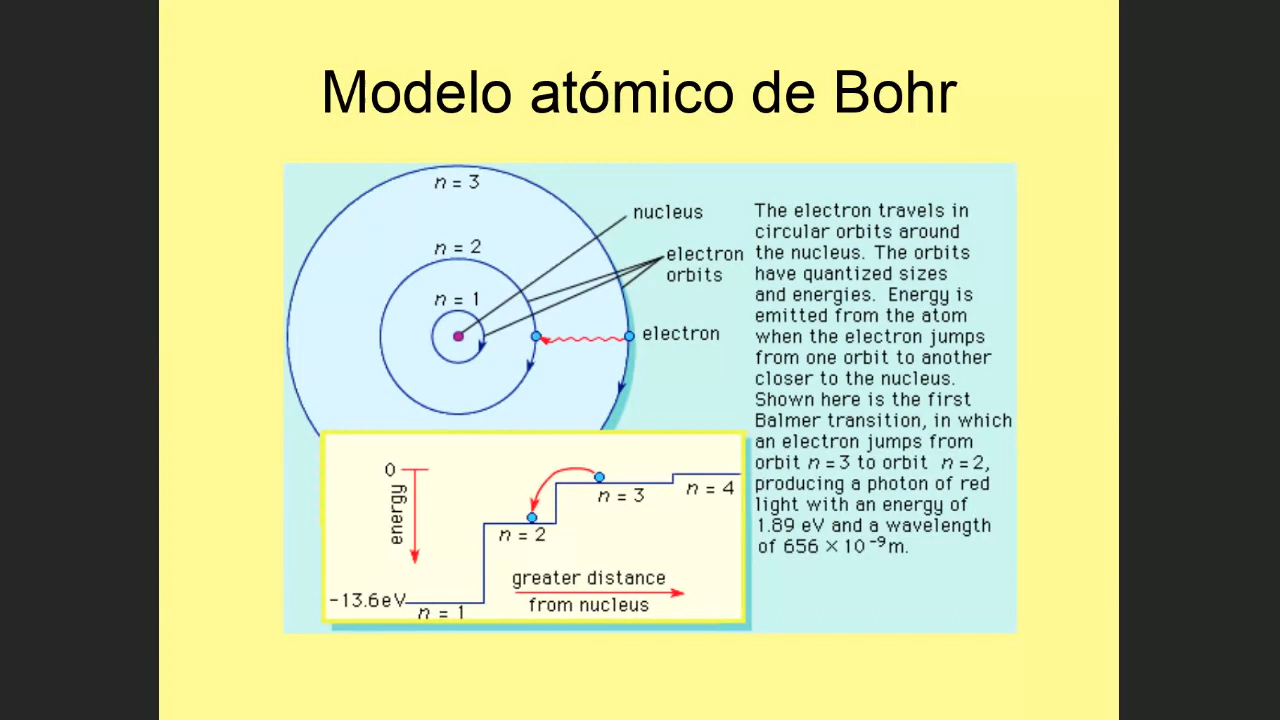 Modelo atómico de Bohr
n = 3
n = 2
n = 1
nucleus
electron
orbits
electron
The electron travels in
circular orbits around
the nucleus. The orbits
have quantized sizes
and energies. Energy is
emitted from the atom
when the electron jumps
from one orbit to another
closer to the nucleus.
Shown here is the first
Balmer transition, in which
an electron jumps from
orbit n = 3 to orbit n = 2,
producing a photon of red
light with an energy of
1.89 eV and a wavelength
of 656 × 10⁻⁹ m.
0
energy
-13.6eV
n = 1
n = 2
n = 3
n = 4
greater distance
from nucleus